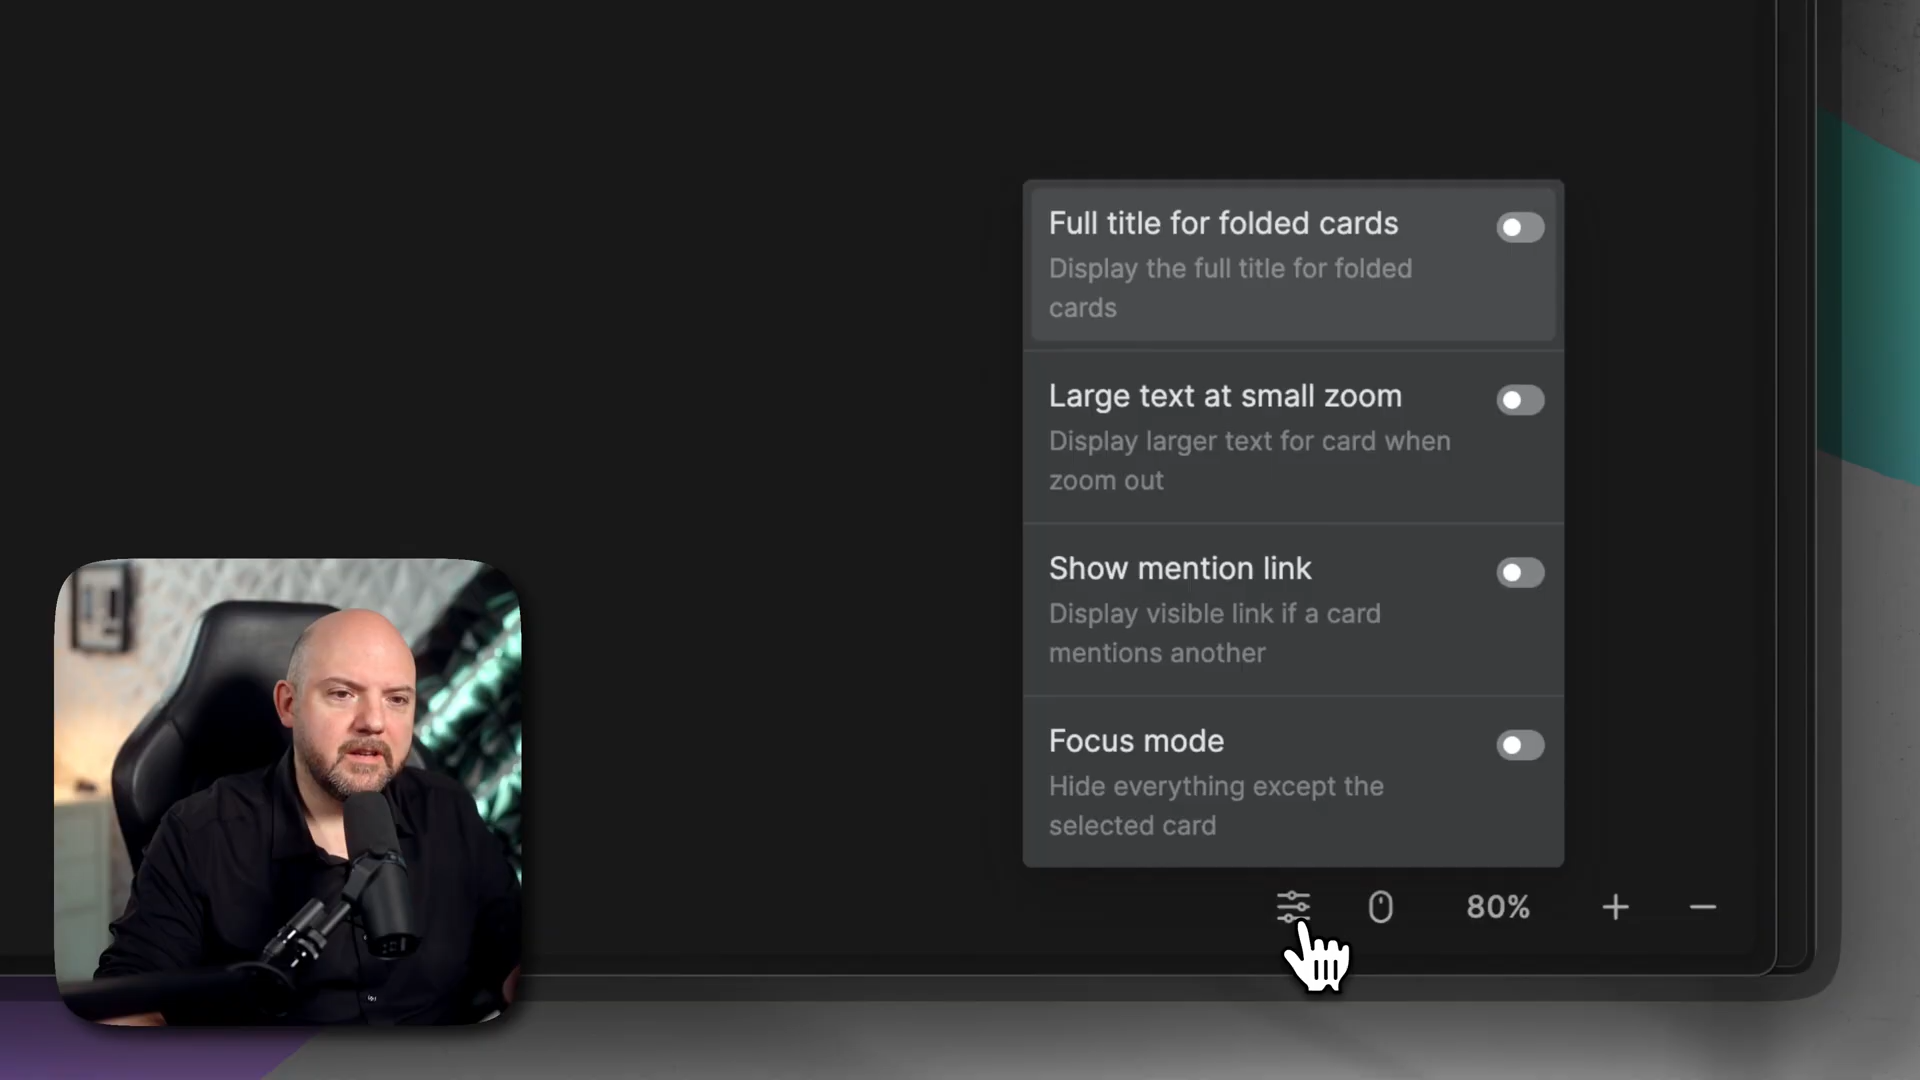 Full title for folded cards
Display the full title for folded
cards
Large text at small zoom
Display larger text for card when
zoom out
Show mention link
Display visible link if a card
mentions another
Focus mode
Hide everything except the
selected card
80%